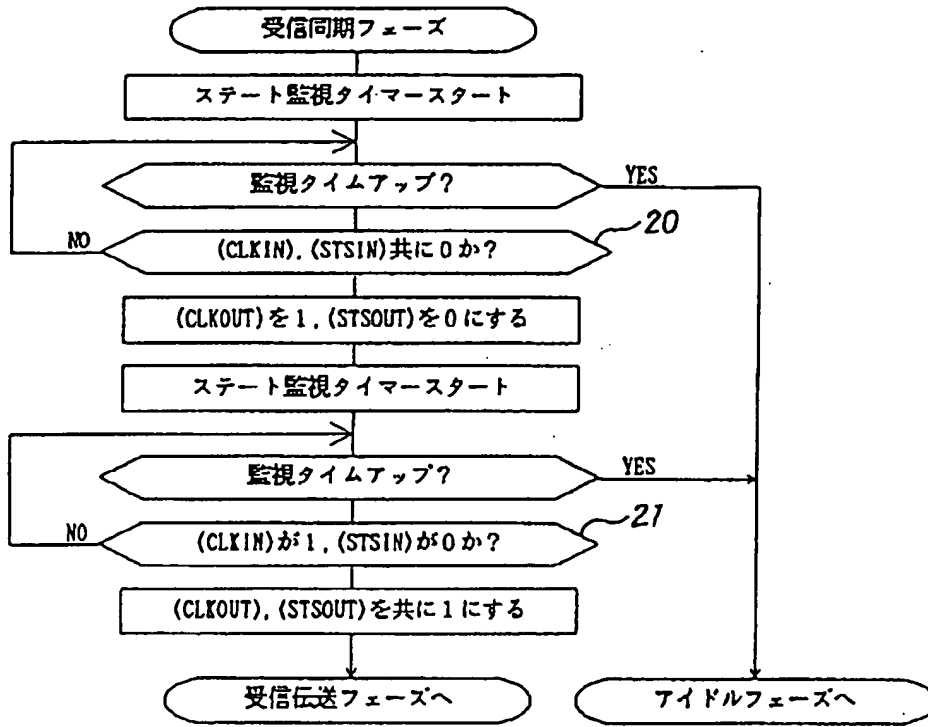 受信同期フェーズ
ステート監視タイマースタート
監視タイムアップ?
YES
20
NO
(CLKIN),(STSIN)共に0か?
(CLKOUT)を1,(STSOUT)を0にする
ステート監視タイマースタート
監視タイムアップ?
YES
21
NO
(CLKIN)が1,(STSIN)が0か?
(CLKOUT),(STSOUT)を共に1にする
受信伝送フェーズへ
アイドルフェーズへ